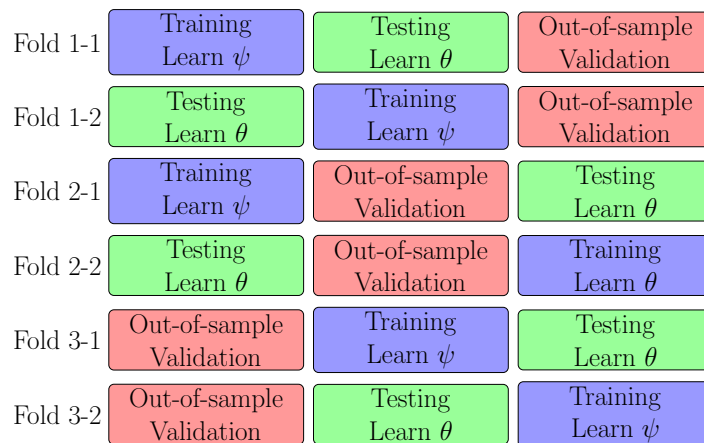 Fold 1-1
Training
Learn ψ
Testing
Learn θ
Out-of-sample
Validation
Fold 1-2
Testing
Learn θ
Training
Learn ψ
Out-of-sample
Validation
Fold 2-1
Training
Learn ψ
Out-of-sample
Validation
Testing
Learn θ
Fold 2-2
Testing
Learn θ
Out-of-sample
Validation
Training
Learn θ
Fold 3-1
Out-of-sample
Validation
Training
Learn ψ
Testing
Learn θ
Fold 3-2
Out-of-sample
Validation
Testing
Learn θ
Training
Learn ψ